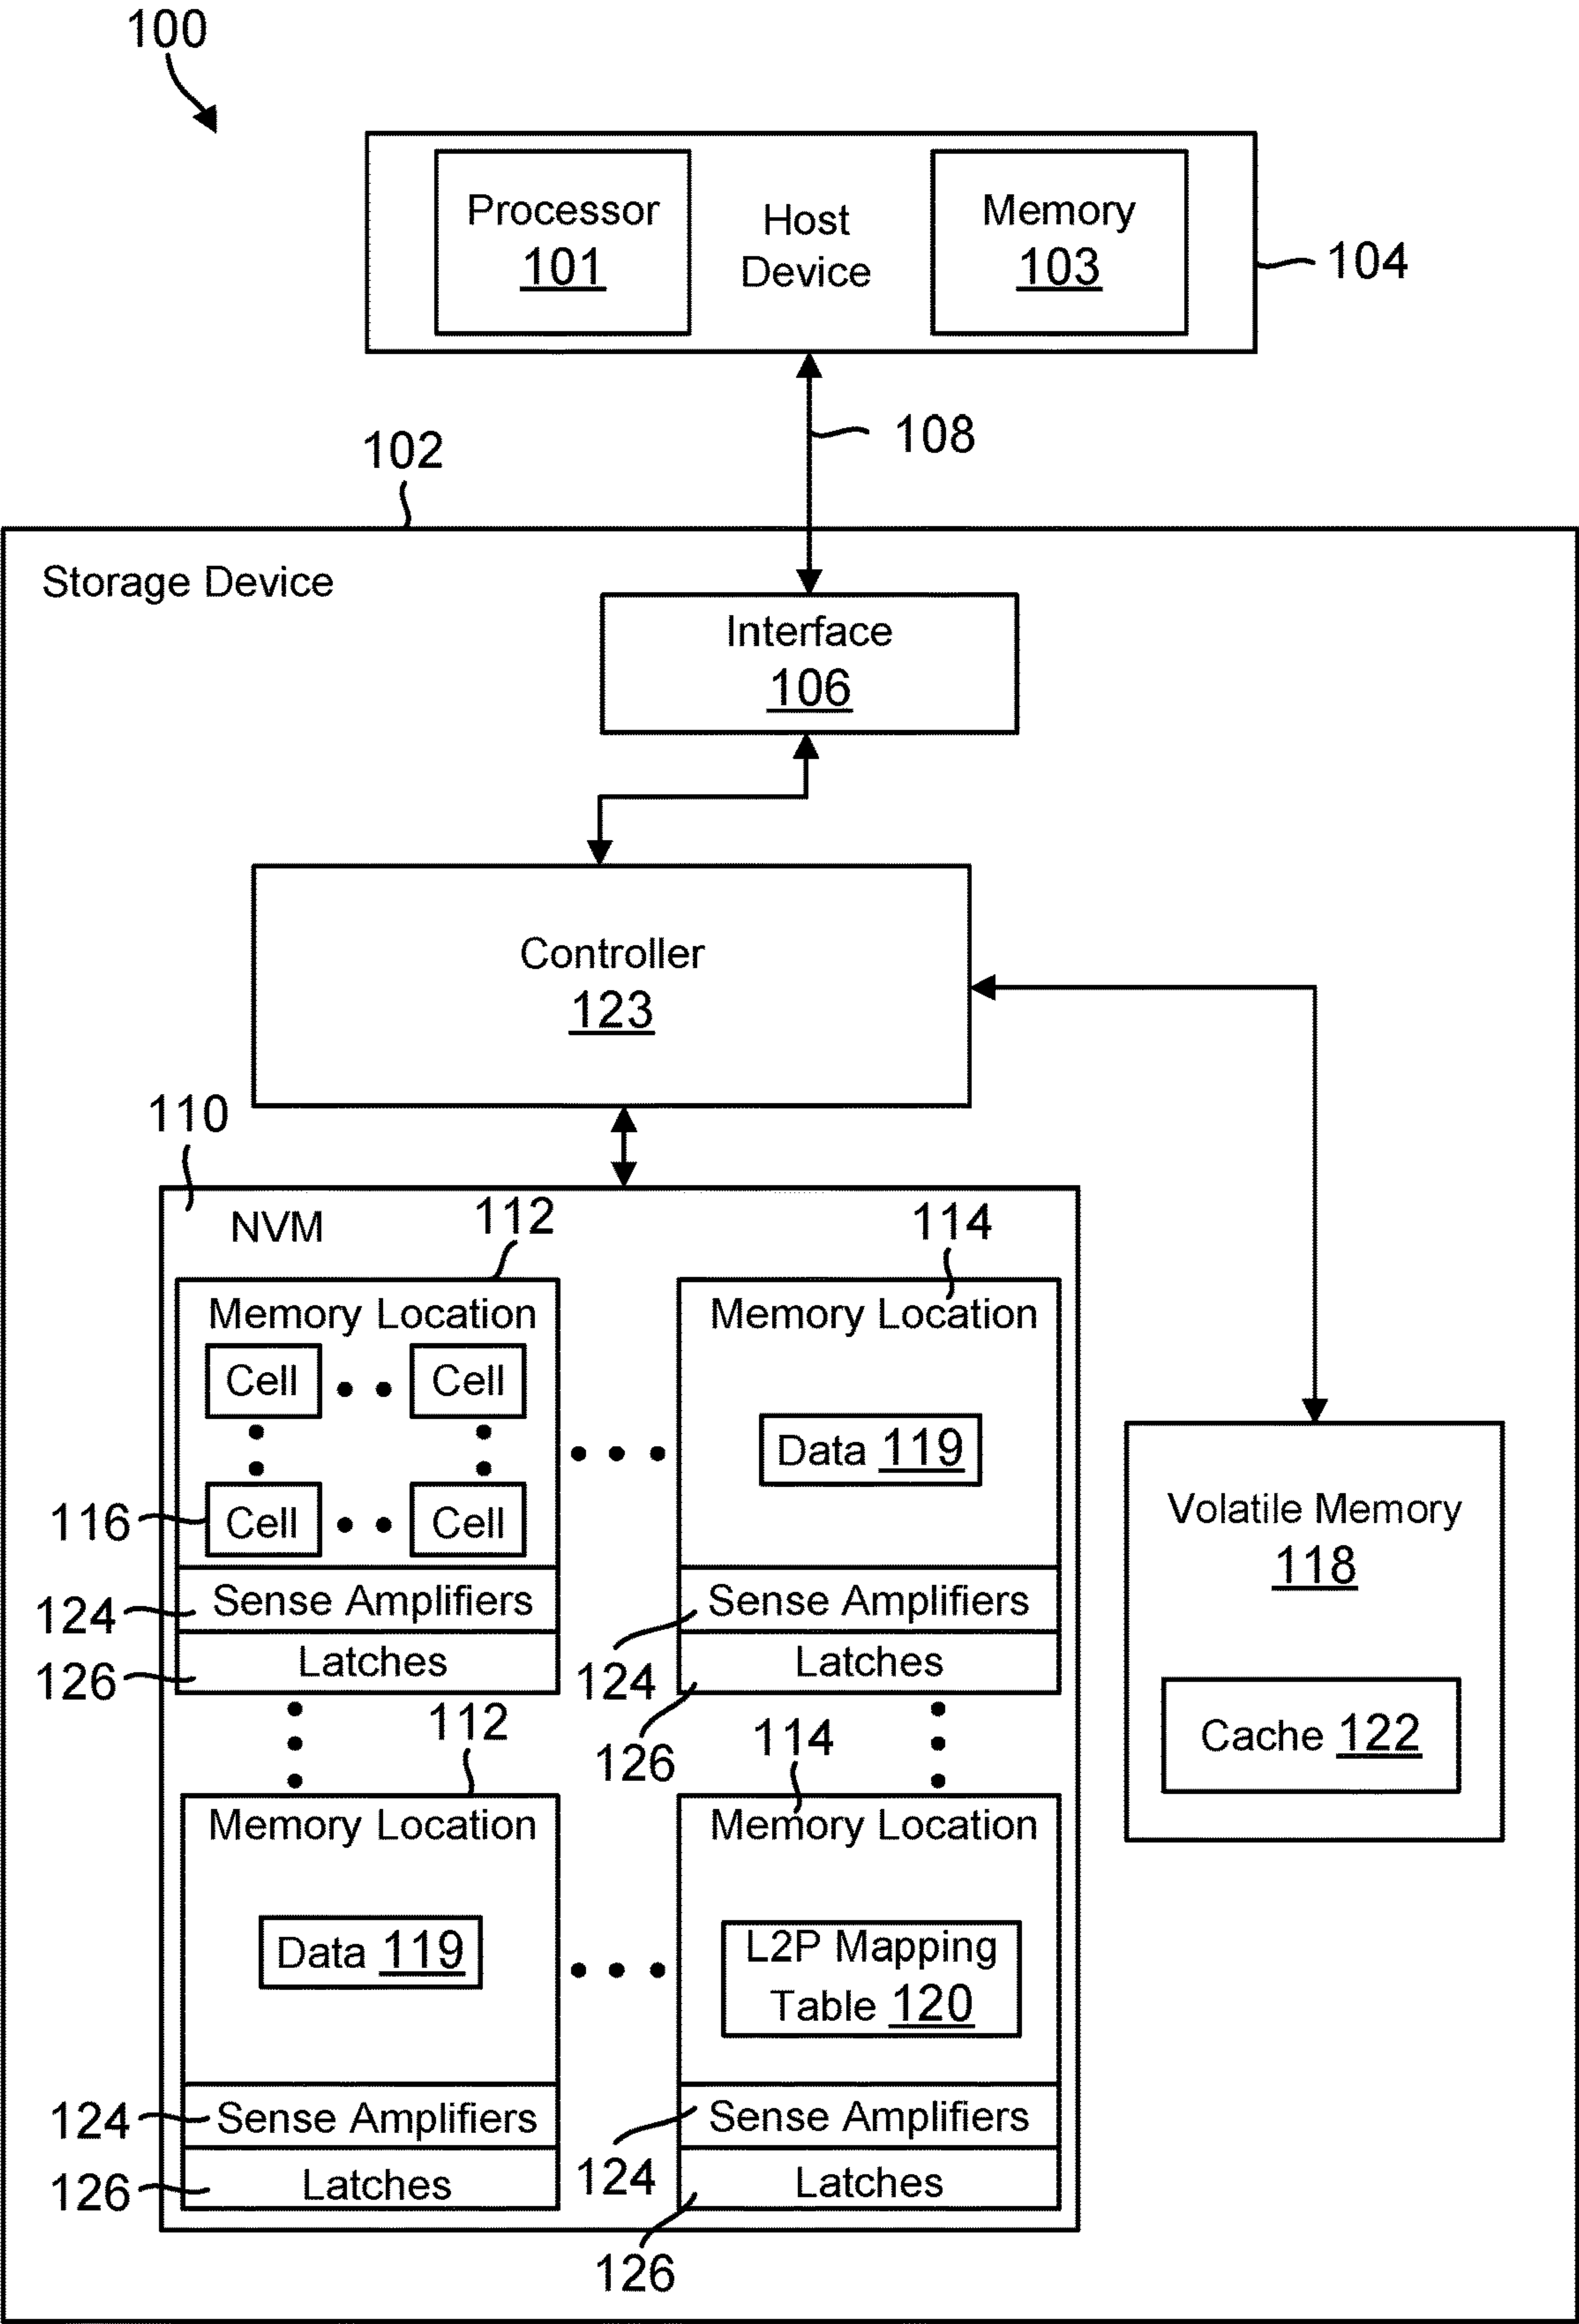 100
Processor
101
Host
Device
Memory
103
104
108
102
Storage Device
Interface
106
Controller
123
110
NVM
112
114
Memory Location
Cell
Cell
116
Cell
Cell
124
Sense Amplifiers
126
Latches
Memory Location
Data 119
Sense Amplifiers
124
Latches
126
Volatile Memory
118
Cache 122
112
114
Memory Location
Data 119
124
Sense Amplifiers
126
Latches
Memory Location
L2P Mapping
Table 120
Sense Amplifiers
124
Latches
126